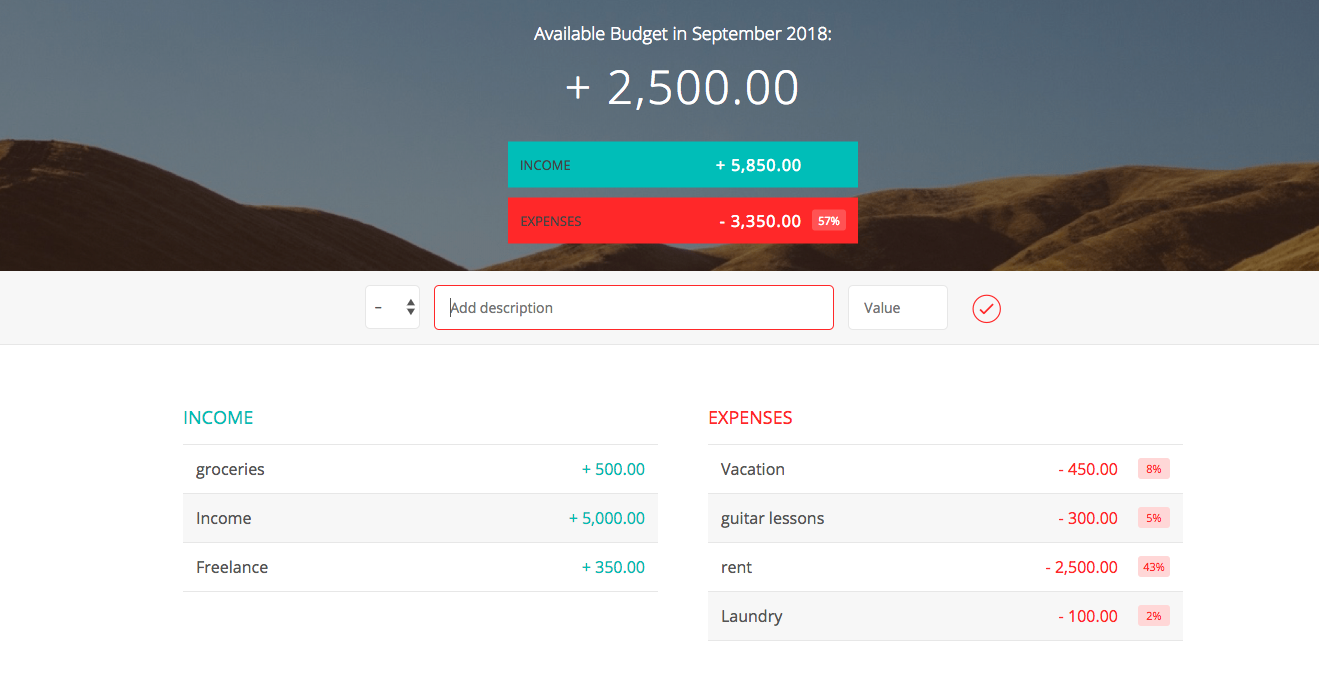 Available Budget in September 2018:
+ 2,500.00
INCOME + 5,850.00
EXPENSES - 3,350.00 57%
– Add description Value
INCOME
groceries + 500.00
Income + 5,000.00
Freelance + 350.00
EXPENSES
Vacation - 450.00 8%
guitar lessons - 300.00 5%
rent - 2,500.00 43%
Laundry - 100.00 2%